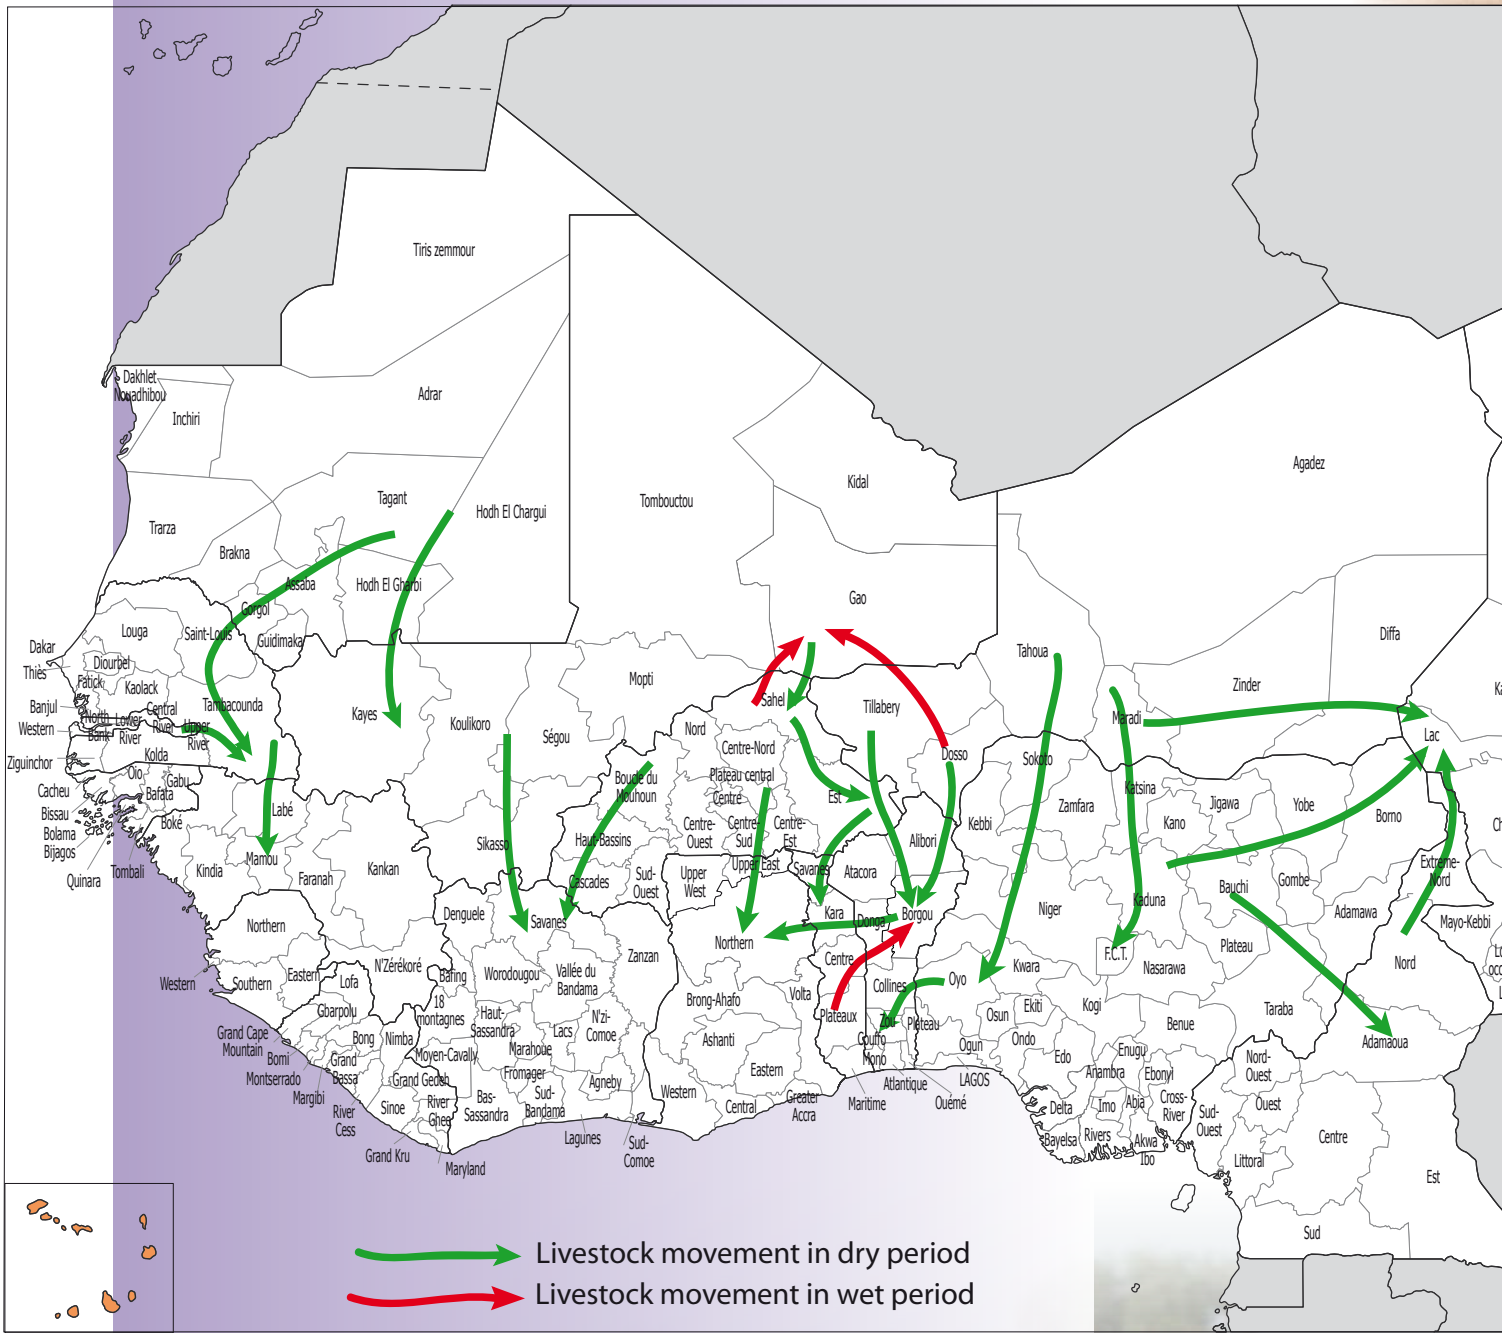 Tiris zemmour
Dakhlet
Nouadhibou
Inchiri
Adrar
Agadez
Kidal
Tagant
Hodh El Chargui
Tombouctou
Trarza
Brakna
Assaba
Hodh El Gharbi
Gorgol
Gao
Louga
Saint-Louis
Guidimaka
Diffa
Dakar
Thiès
Diourbel
Tahoua
Zinder
Fatick
Kaolack
Mopti
Sahel
Tillabery
Banjul
Central
River
Tambacounda
Kayes
Koulikoro
Maradi
Western
North
Bank
Lower
River
Upper
River
Ségou
Nord
Centre-Nord
Lac
Ziguinchor
Kolda
Dosso
Sokoto
Oio
Gabu
Boucle du
Mouhoun
Plateau central
Katsina
Cacheu
Bafata
Centre
Est
Zamfara
Jigawa
Yobe
Bissau
Boké
Labé
Kebbi
Kano
Borno
Bolama
Bijagos
Sikasso
Haut-Bassins
Centre-
Ouest
Centre-
Sud
Centre-
Est
Alibori
Quinara
Tombali
Kindia
Mamou
Faranah
Kankan
Cascades
Sud-
Ouest
Upper
West
Upper East
Savanes
Atacora
Extreme-
Nord
Gombe
Bauchi
Kaduna
Niger
Adamawa
Northern
Denguele
Savanes
Kara
Donga
Borgou
Mayo-Kebbi
Northern
Zanzan
Plateau
F.C.T.
Nasarawa
Nord
Western
Southern
Eastern
Lofa
N'Zérékoré
Bafing
Worodougou
Vallée du
Bandama
Centre
Kwara
Oyo
Collines
Gbarpolu
18
montagnes
Brong-Ahafo
Volta
Plateaux
Kogi
Taraba
Grand Cape
Mountain
Bomi
Bong
Nimba
Haut-
Sassandra
Lacs
N'zi-
Comoe
Zou
Plateau
Osun
Ekiti
Benue
Marahoue
Ashanti
Couffo
Mono
Ogun
Ondo
Adamaoua
Montserrado
Grand
Bassa
Moyen-Cavally
Fromager
Edo
Enugu
Nord-
Ouest
Margibi
Grand Gedeh
Agneby
Eastern
LAGOS
Anambra
Ebonyi
River
Cess
Sinoe
River
Ghee
Bas-
Sassandra
Sud-
Bandama
Western
Central
Greater
Accra
Maritime
Atlantique
Ouémé
Delta
Imo
Abia
Cross-
River
Ouest
Sud-
Ouest
Centre
Grand Kru
Maryland
Lagunes
Sud-
Comoe
Bayelsa
Rivers
Akwa
Ibo
Littoral
Est
Sud
Livestock movement in dry period
Livestock movement in wet period